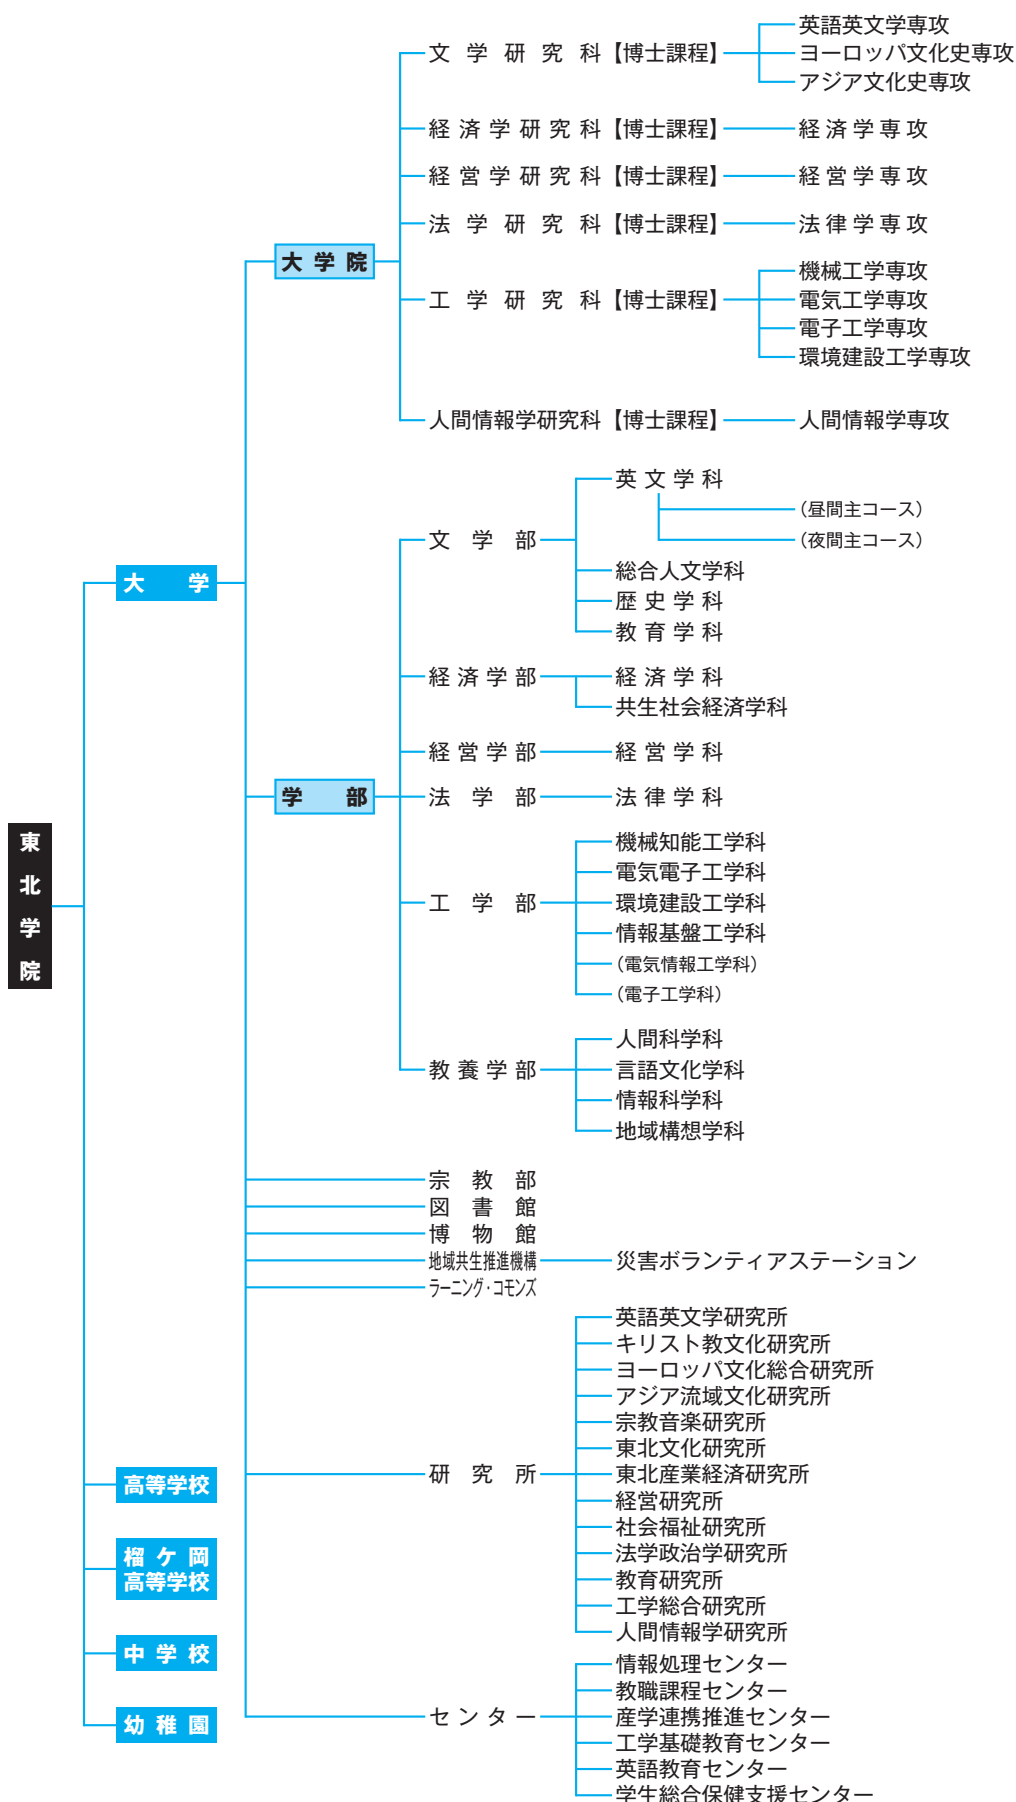 東北学院
大学
大学院
文学研究科【博士課程】
英語英文学専攻
ヨーロッパ文化史専攻
アジア文化史専攻
経済学研究科【博士課程】
経済学専攻
経営学研究科【博士課程】
経営学専攻
法学研究科【博士課程】
法律学専攻
工学研究科【博士課程】
機械工学専攻
電気工学専攻
電子工学専攻
環境建設工学専攻
人間情報学研究科【博士課程】
人間情報学専攻
学部
文学部
英文学科
（昼間主コース）
（夜間主コース）
総合人文学科
歴史学科
教育学科
経済学部
経済学科
共生社会経済学科
経営学部
経営学科
法学部
法律学科
工学部
機械知能工学科
電気電子工学科
環境建設工学科
情報基盤工学科
（電気情報工学科）
（電子工学科）
教養学部
人間科学科
言語文化学科
情報科学科
地域構想学科
宗教部
図書館
博物館
地域共生推進機構
災害ボランティアステーション
ラーニング・コモンズ
研究所
英語英文学研究所
キリスト教文化研究所
ヨーロッパ文化総合研究所
アジア流域文化研究所
宗教音楽研究所
東北文化研究所
東北産業経済研究所
経営研究所
社会福祉研究所
法学政治学研究所
教育研究所
工学総合研究所
人間情報学研究所
センター
情報処理センター
教職課程センター
産学連携推進センター
工学基礎教育センター
英語教育センター
学生総合保健支援センター
高等学校
榴ケ岡
高等学校
中学校
幼稚園